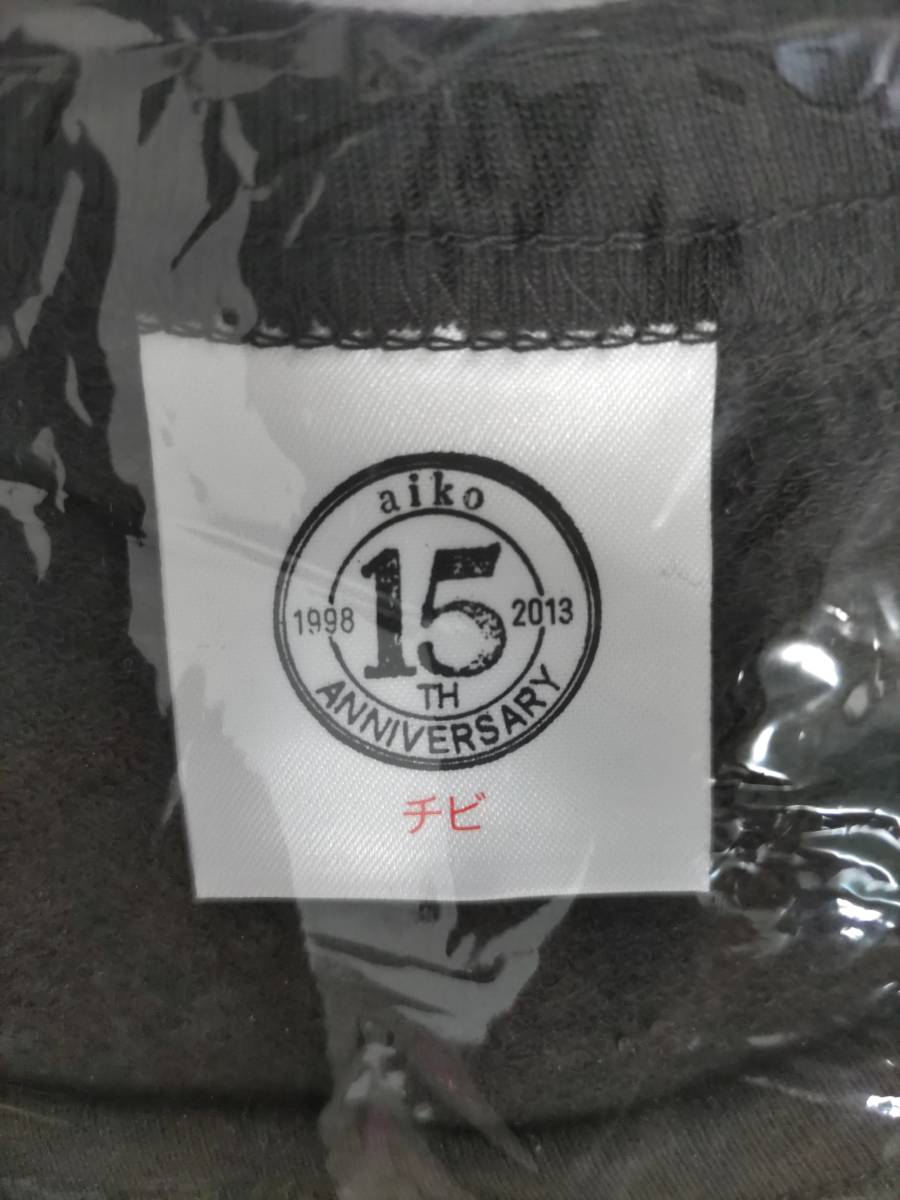 aiko
1998 15 2013
TH
ANNIVERSARY
チビ